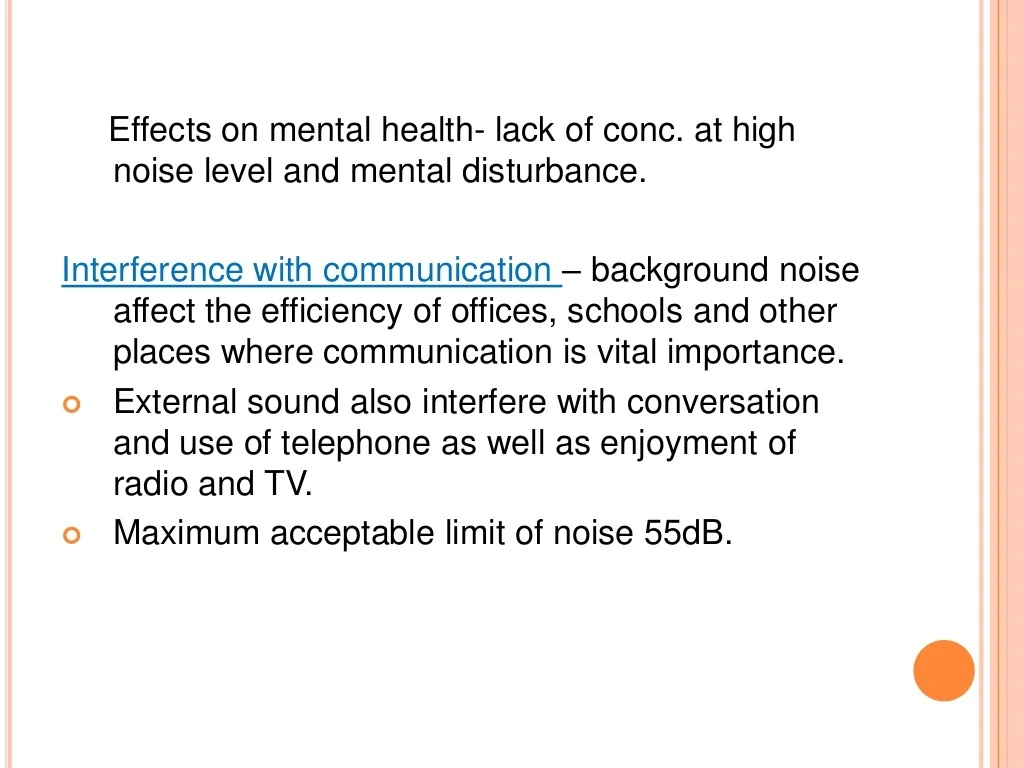 Effects on mental health- lack of conc. at high
noise level and mental disturbance.
Interference with communication – background noise
affect the efficiency of offices, schools and other
places where communication is vital importance.
External sound also interfere with conversation
and use of telephone as well as enjoyment of
radio and TV.
Maximum acceptable limit of noise 55dB.